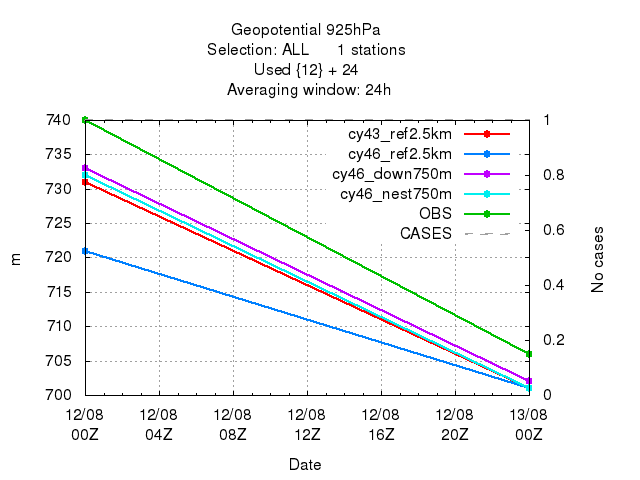 Geopotential 925hPa
Selection: ALL 1 stations
Used {12} + 24
Averaging window: 24h
740
735
730
725
720
715
710
705
700
m
1
0.8
0.6
0.4
0.2
0
No cases
cy43_ref2.5km
cy46_ref2.5km
cy46_down750m
cy46_nest750m
OBS
CASES
12/08 12/08 12/08 12/08 12/08 12/08 13/08
00Z 04Z 08Z 12Z 16Z 20Z 00Z
Date